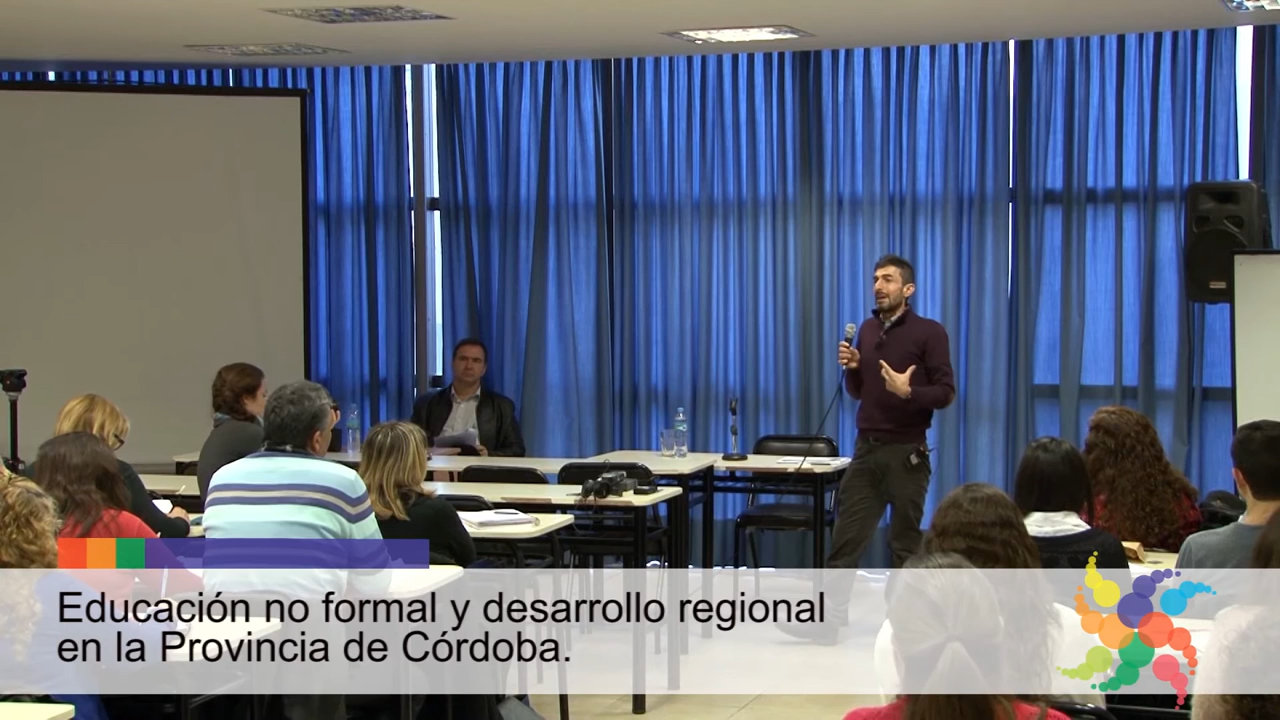 Educación no formal y desarrollo regional
en la Provincia de Córdoba.